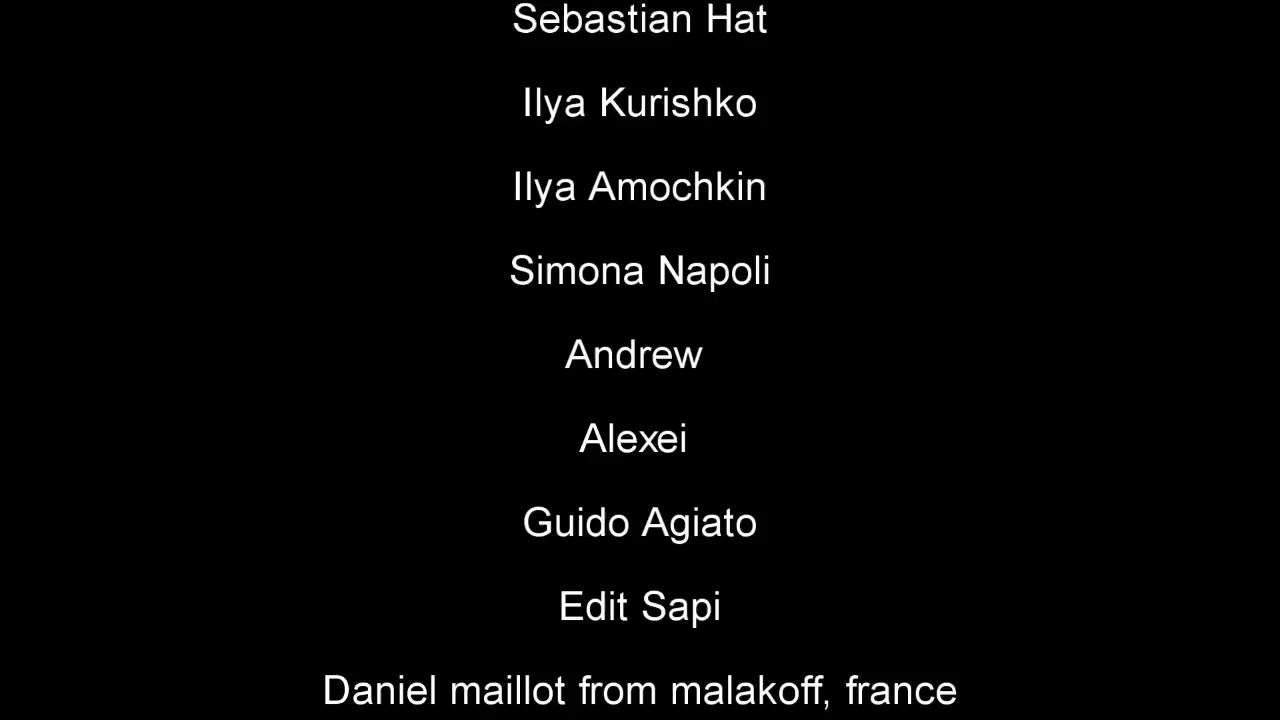 Sebastian Hat
Ilya Kurishko
Ilya Amochkin
Simona Napoli
Andrew
Alexei
Guido Agiato
Edit Sapi
Daniel maillot from malakoff, france